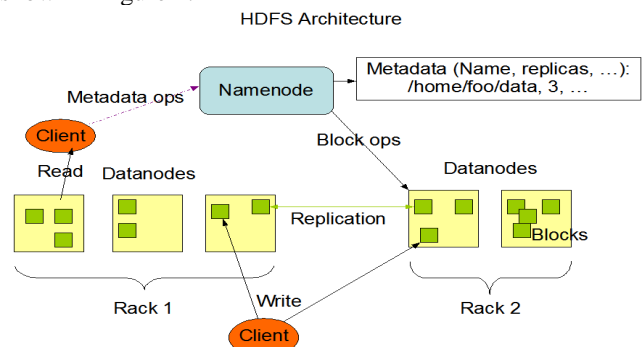 HDFS Architecture
Metadata (Name, replicas, …):
/home/foo/data, 3, …
Namenode
Metadata ops
Client
Block ops
Read
Datanodes
Datanodes
Replication
Blocks
Rack 1
Write
Rack 2
Client